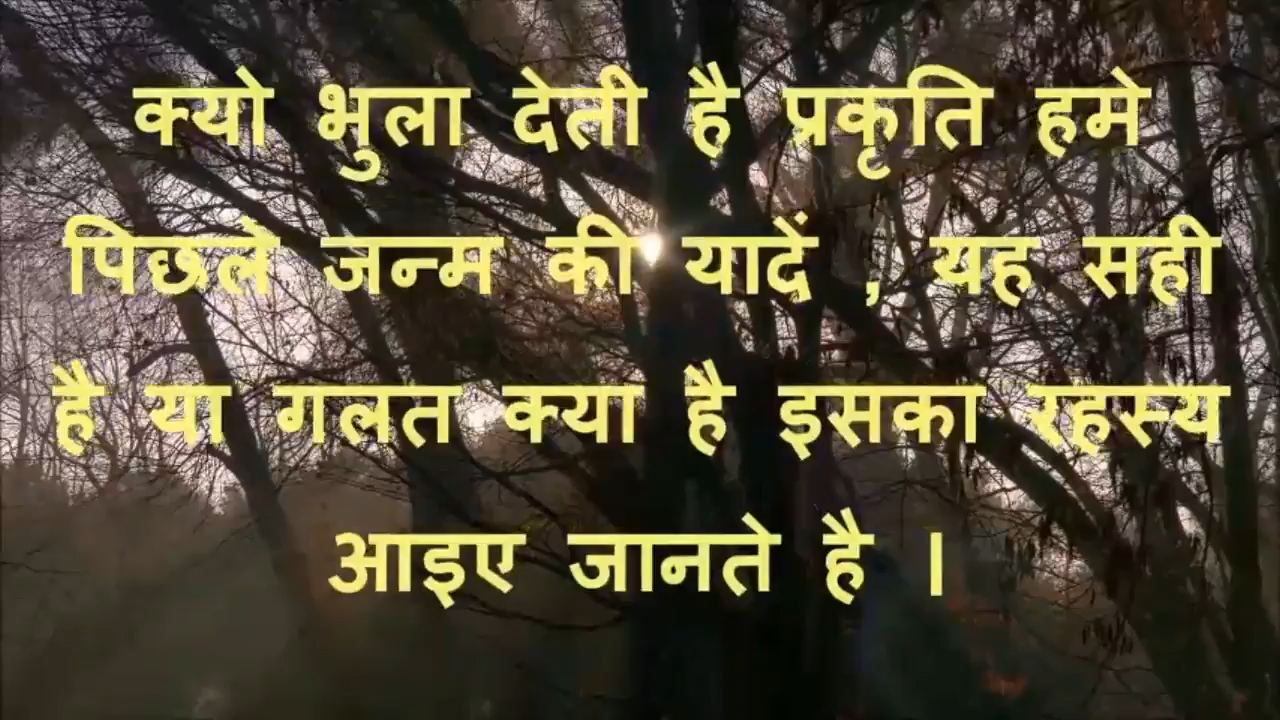 क्यो भुला देती है प्रकृति हमे
पिछले जन्म की यादें , यह सही
है या गलत क्या है इसका रहस्य
आइए जानते है ।